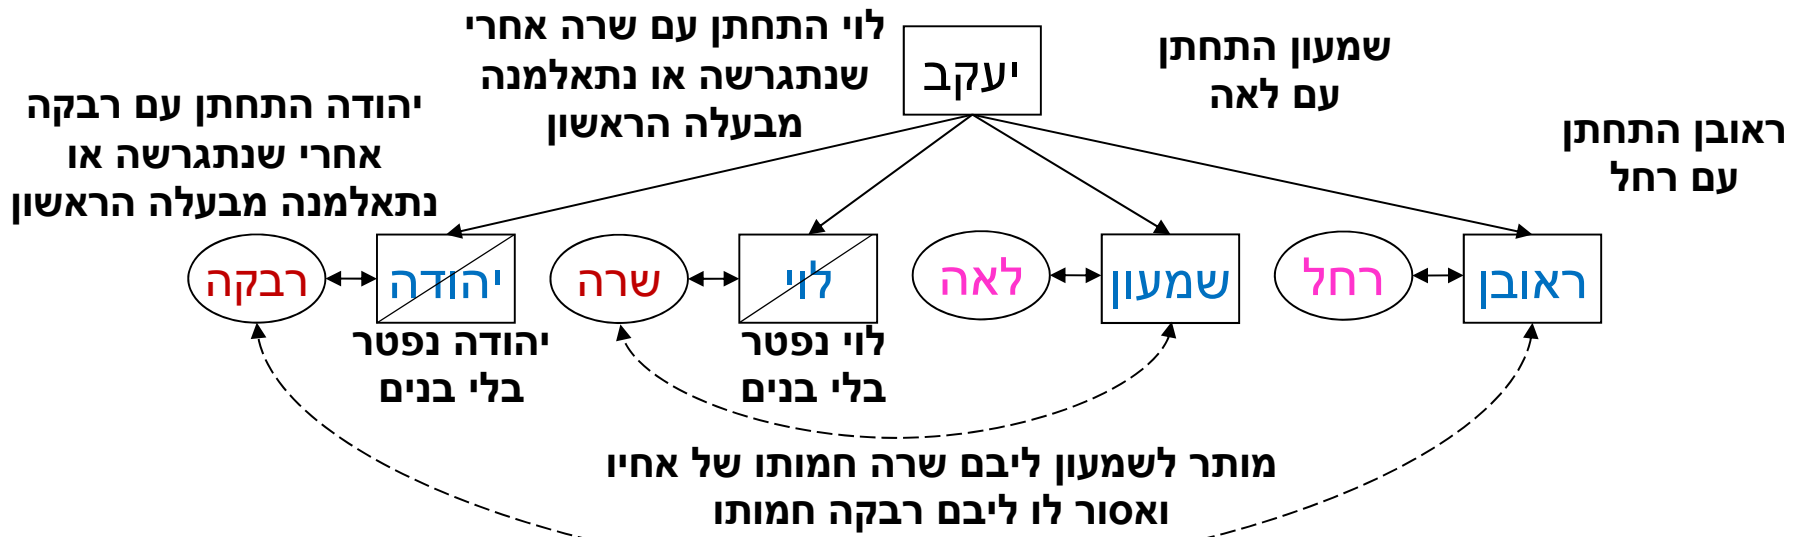 לוי התחתן עם שרה אחרי
שנתגרשה או נתאלמנה
מבעלה הראשון
יעקב
שמעון התחתן
עם לאה
ראובן התחתן
עם רחל
יהודה התחתן עם רבקה
אחרי שנתגרשה או
נתאלמנה מבעלה הראשון
ראובן
רחל
שמעון
לאה
לוי
שרה
יהודה
רבקה
לוי נפטר
בלי בנים
יהודה נפטר
בלי בנים
מותר לשמעון ליבם שרה חמותו של אחיו
ואסור לו ליבם רבקה חמותו